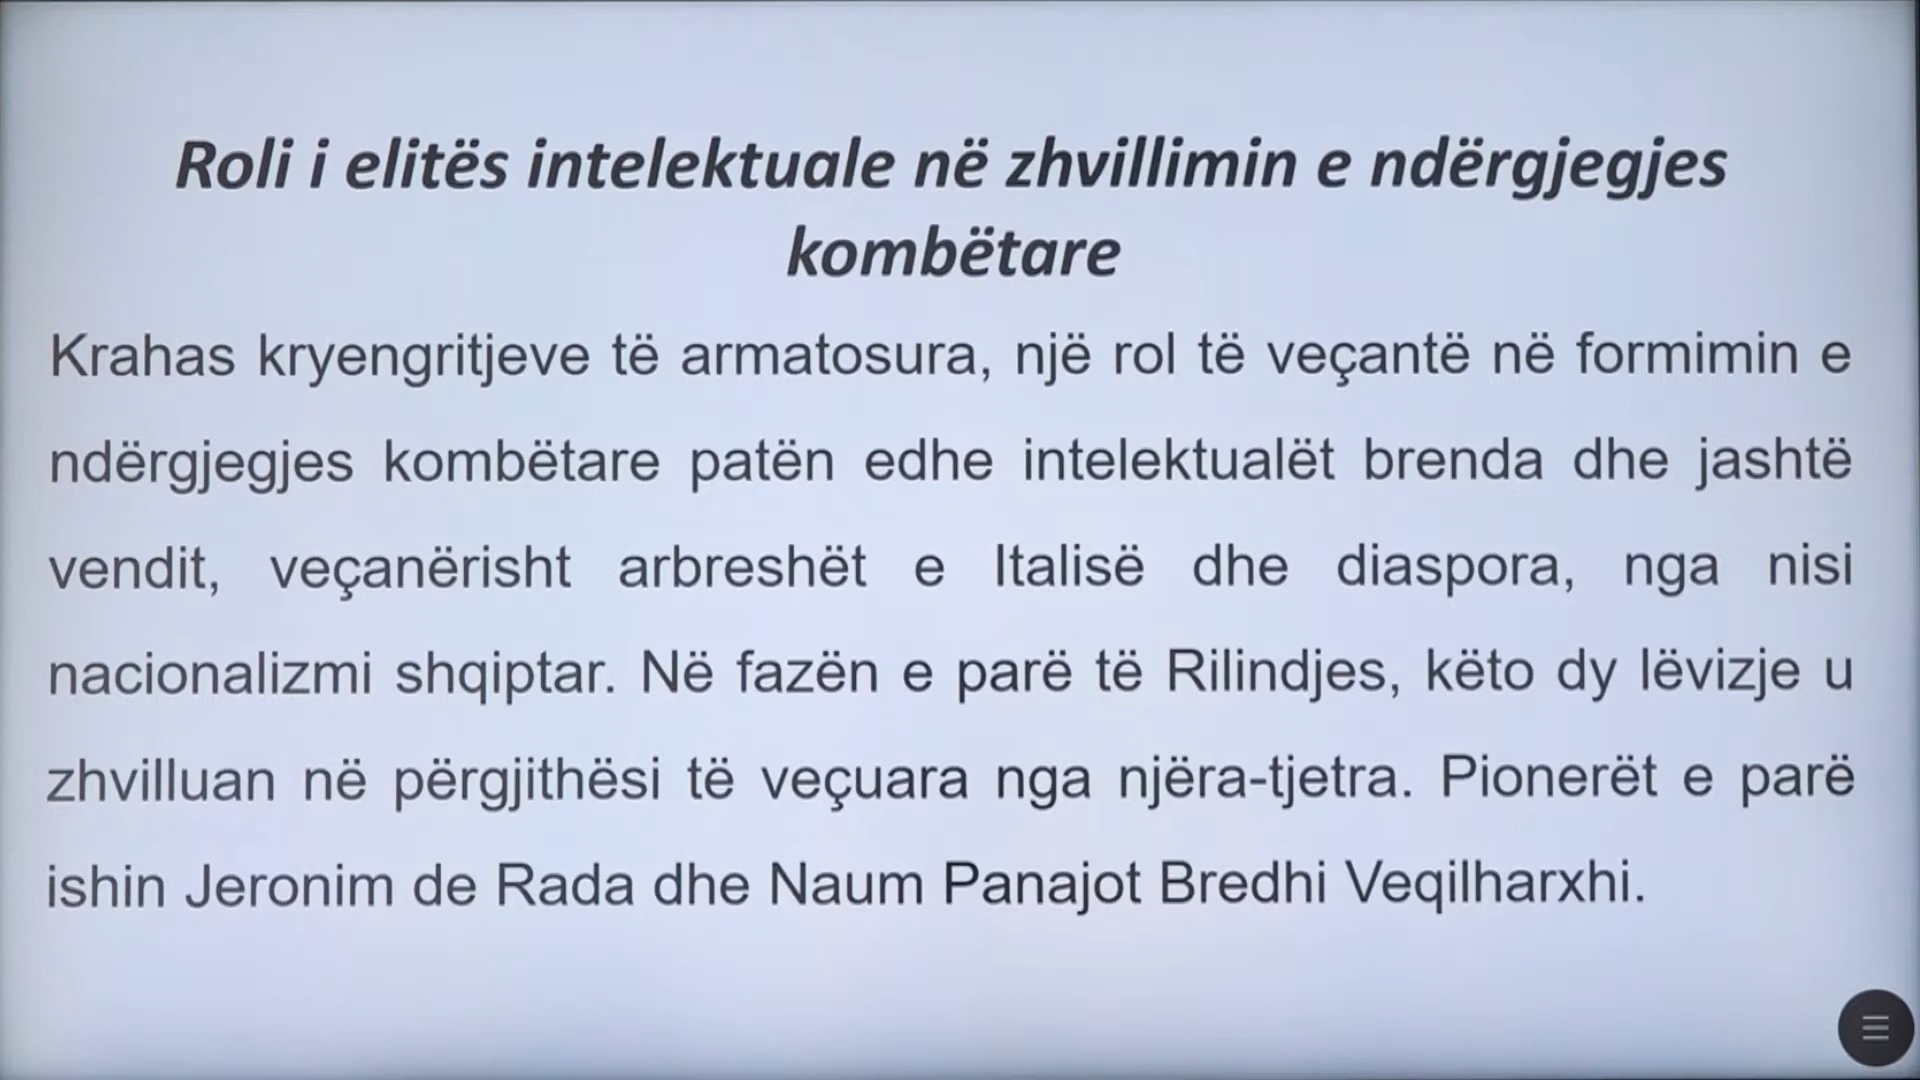 Roli i elitës intelektuale në zhvillimin e ndërgjegjes
kombëtare
Krahas kryengritjeve të armatosura, një rol të veçantë në formimin e
ndërgjegjes kombëtare patën edhe intelektualët brenda dhe jashtë
vendit, veçanërisht arbreshët e Italisë dhe diaspora, nga nisi
nacionalizmi shqiptar. Në fazën e parë të Rilindjes, këto dy lëvizje u
zhvilluan në përgjithësi të veçuara nga njëra-tjetra. Pionerët e parë
ishin Jeronim de Rada dhe Naum Panajot Bredhi Veqilharxhi.